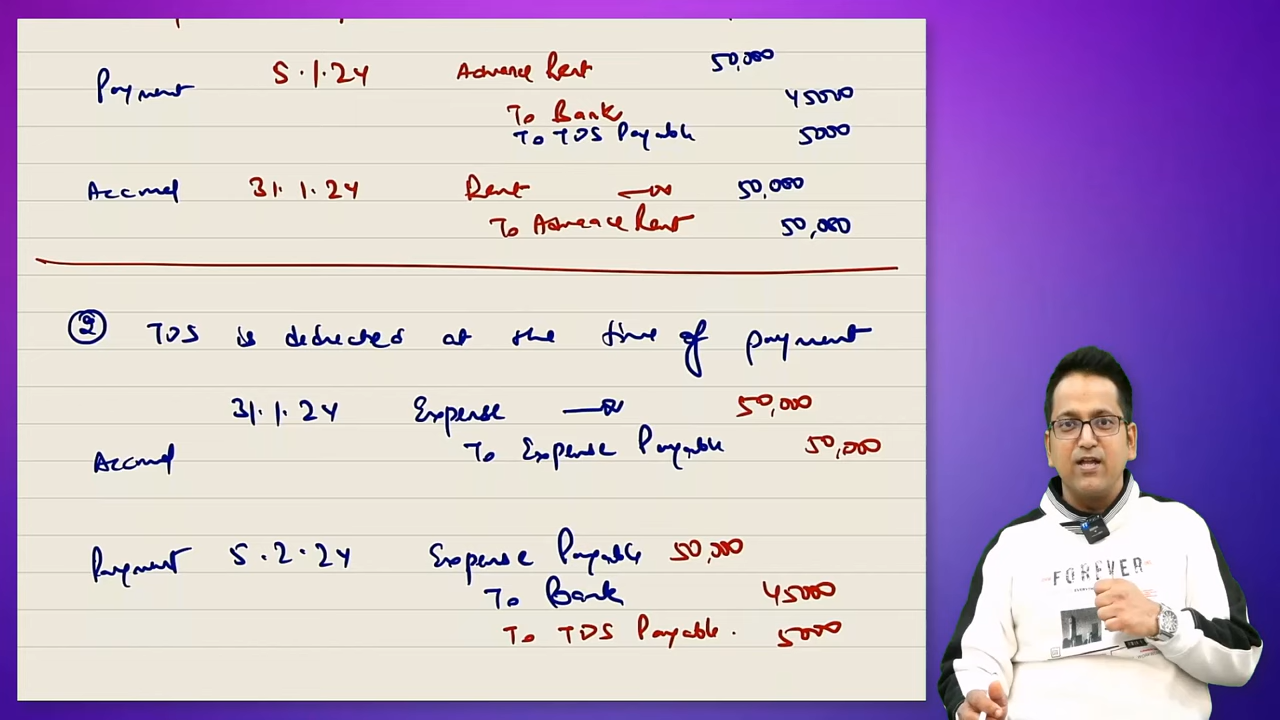 Payment 5.1.24 Advance Rent 50,000
To Bank 45000
To TDS Payable 5000
Accrual 31.1.24 Rent 50,000
To Advance Rent 50,000
② TDS is deducted at the time of payment
31.1.24 Expense 50,000
To Expense Payable 50,000
Accrual
Payment 5.2.24 Expense Payable 50,000
To Bank 45000
To TDS Payable. 5000
FOREVER